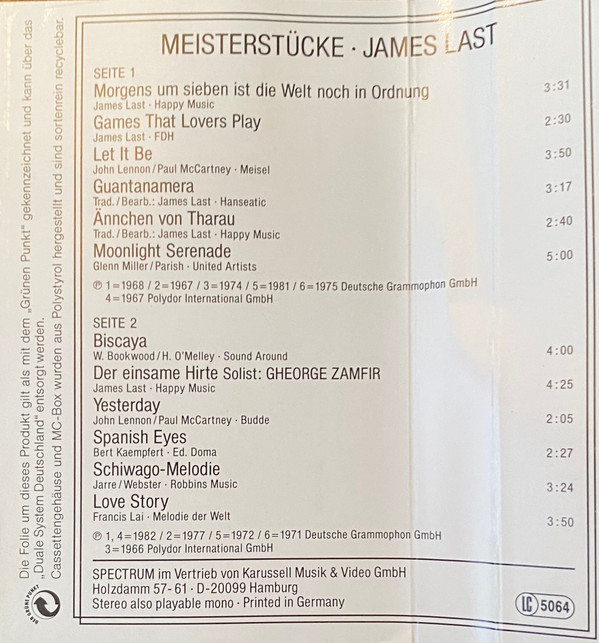 MEISTERSTÜCKE · JAMES LAST
SEITE 1
Morgens um sieben ist die Welt noch in Ordnung 3:31
James Last · Happy Music
Games That Lovers Play 2:30
James Last · FDH
Let It Be 3:50
John Lennon/Paul McCartney · Meisel
Guantanamera 3:17
Trad./Bearb.: James Last · Hanseatic
Ännchen von Tharau 2:40
Trad./Bearb.: James Last · Happy Music
Moonlight Serenade 5:00
Glenn Miller/Parish · United Artists
℗ 1=1968 / 2=1967 / 3=1974 / 5=1981 / 6=1975 Deutsche Grammophon GmbH
4=1967 Polydor International GmbH
SEITE 2
Biscaya 4:00
W. Bookwood/H. O'Melley · Sound Around
Der einsame Hirte Solist: GHEORGE ZAMFIR 4:25
James Last · Happy Music
Yesterday 2:05
John Lennon/Paul McCartney · Budde
Spanish Eyes 2:27
Bert Kaempfert · Ed. Doma
Schiwago-Melodie 3:24
Jarre/Webster · Robbins Music
Love Story 3:50
Francis Lai · Melodie der Welt
℗ 1, 4=1982 / 2=1977 / 5=1972 / 6=1971 Deutsche Grammophon GmbH
3=1966 Polydor International GmbH
SPECTRUM im Vertrieb von Karussell Musik & Video GmbH
Holzdamm 57-61 · D-20099 Hamburg
Stereo also playable mono · Printed in Germany
LC 5064
Die Folie um dieses Produkt gilt als mit dem „Grünen Punkt" gekennzeichnet und kann über das
„Duale System Deutschland" entsorgt werden.
Cassettengehäuse und MC-Box wurden aus Polystyrol hergestellt und sind sortenrein recyclebar.
DER GRÜNE PUNKT